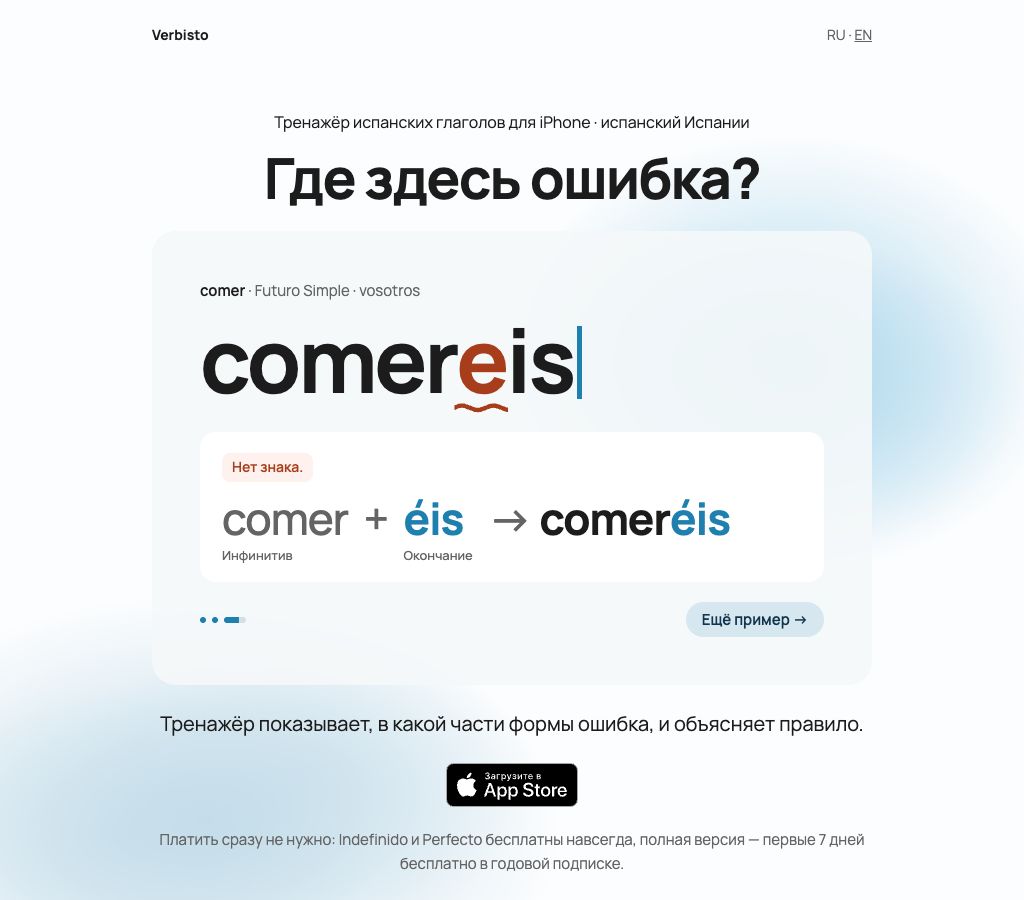 Verbisto
RU · EN
Тренажёр испанских глаголов для iPhone · испанский Испании
Где здесь ошибка?
comer · Futuro Simple · vosotros
comereis
Нет знака.
comer + éis → comeréis
Инфинитив Окончание
Ещё пример →
Тренажёр показывает, в какой части формы ошибка, и объясняет правило.
Загрузите в
App Store
Платить сразу не нужно: Indefinido и Perfecto бесплатны навсегда, полная версия — первые 7 дней
бесплатно в годовой подписке.